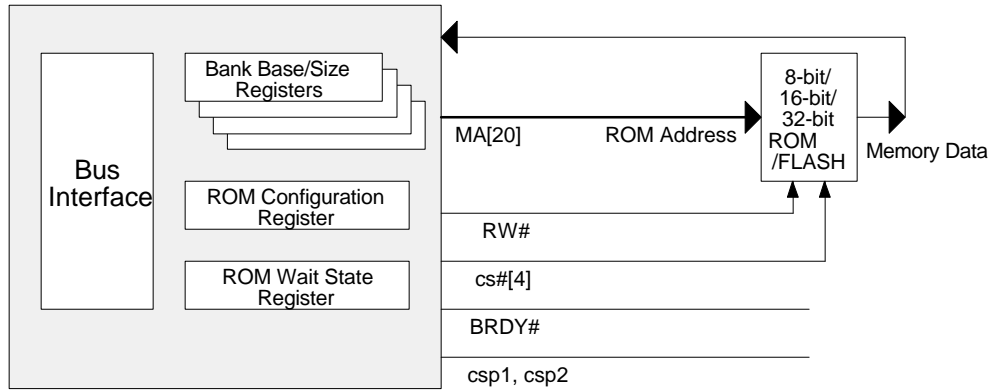 Bank Base/Size
Registers
Bus
Interface
ROM Configuration
Register
ROM Wait State
Register
MA[20]
ROM Address
8-bit/
16-bit/
32-bit
ROM
/FLASH
Memory Data
RW#
cs#[4]
BRDY#
csp1, csp2